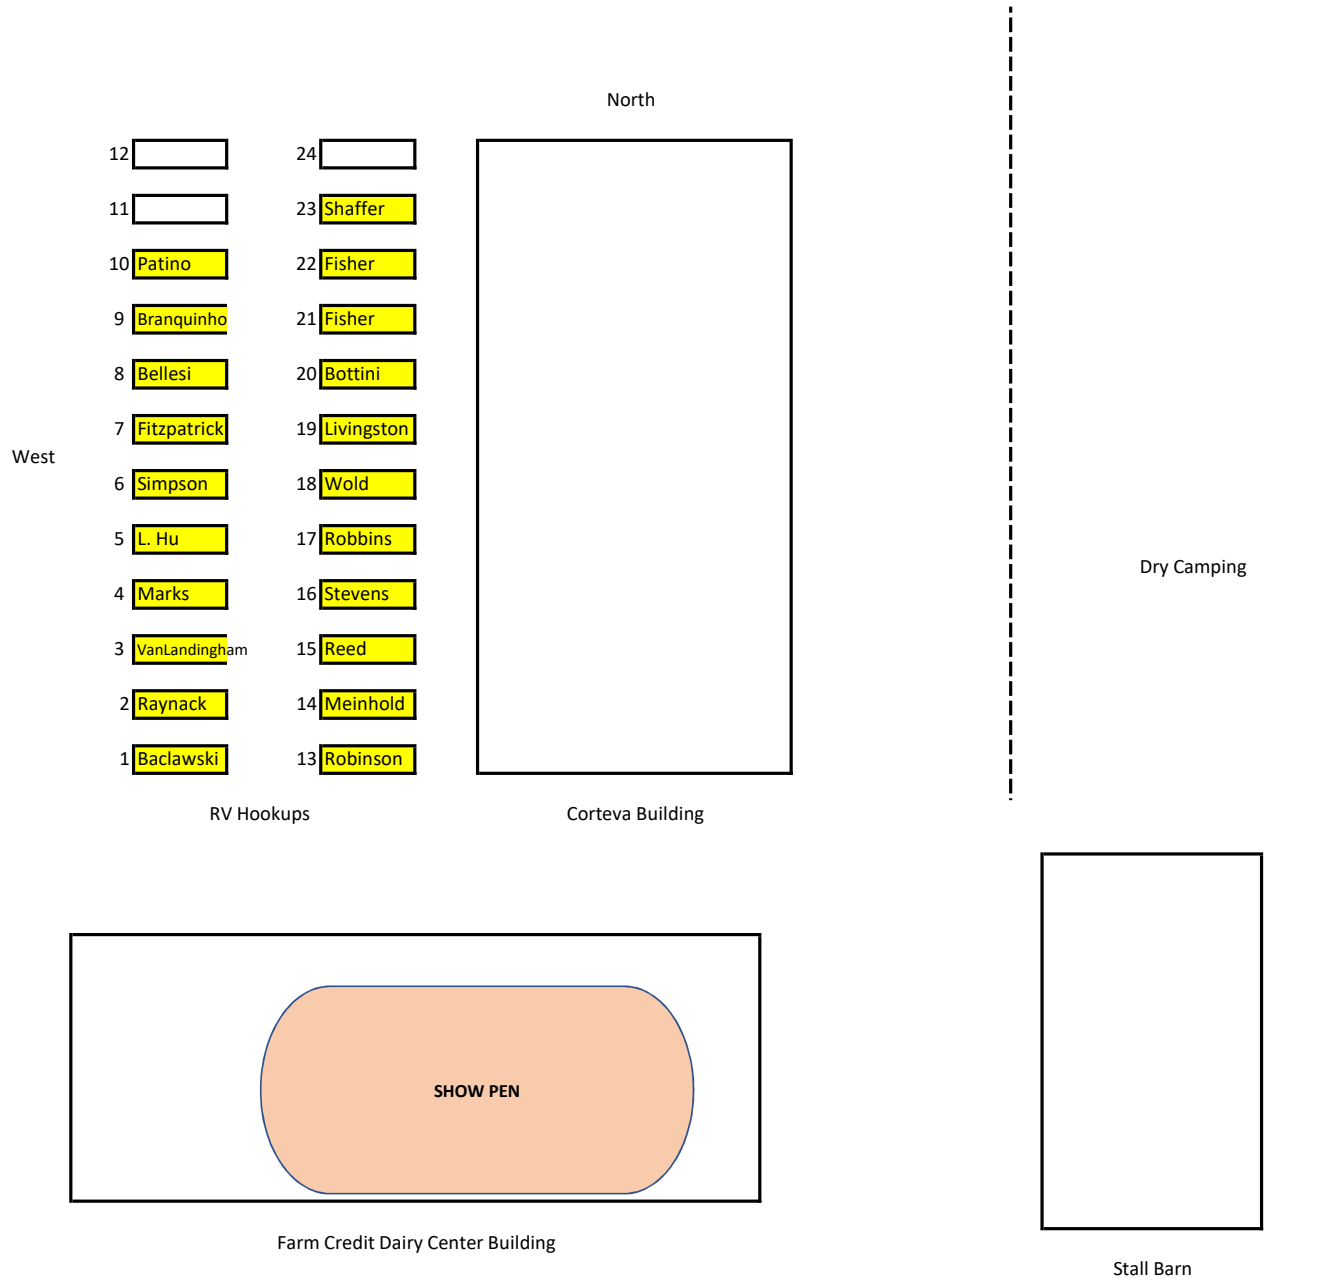 North
12 24
11 23 Shaffer
10 Patino 22 Fisher
9 Branquinho 21 Fisher
8 Bellesi 20 Bottini
7 Fitzpatrick 19 Livingston
West
6 Simpson 18 Wold
5 L. Hu 17 Robbins
Dry Camping
4 Marks 16 Stevens
3 VanLandingham 15 Reed
2 Raynack 14 Meinhold
1 Baclawski 13 Robinson
RV Hookups Corteva Building
SHOW PEN
Farm Credit Dairy Center Building
Stall Barn